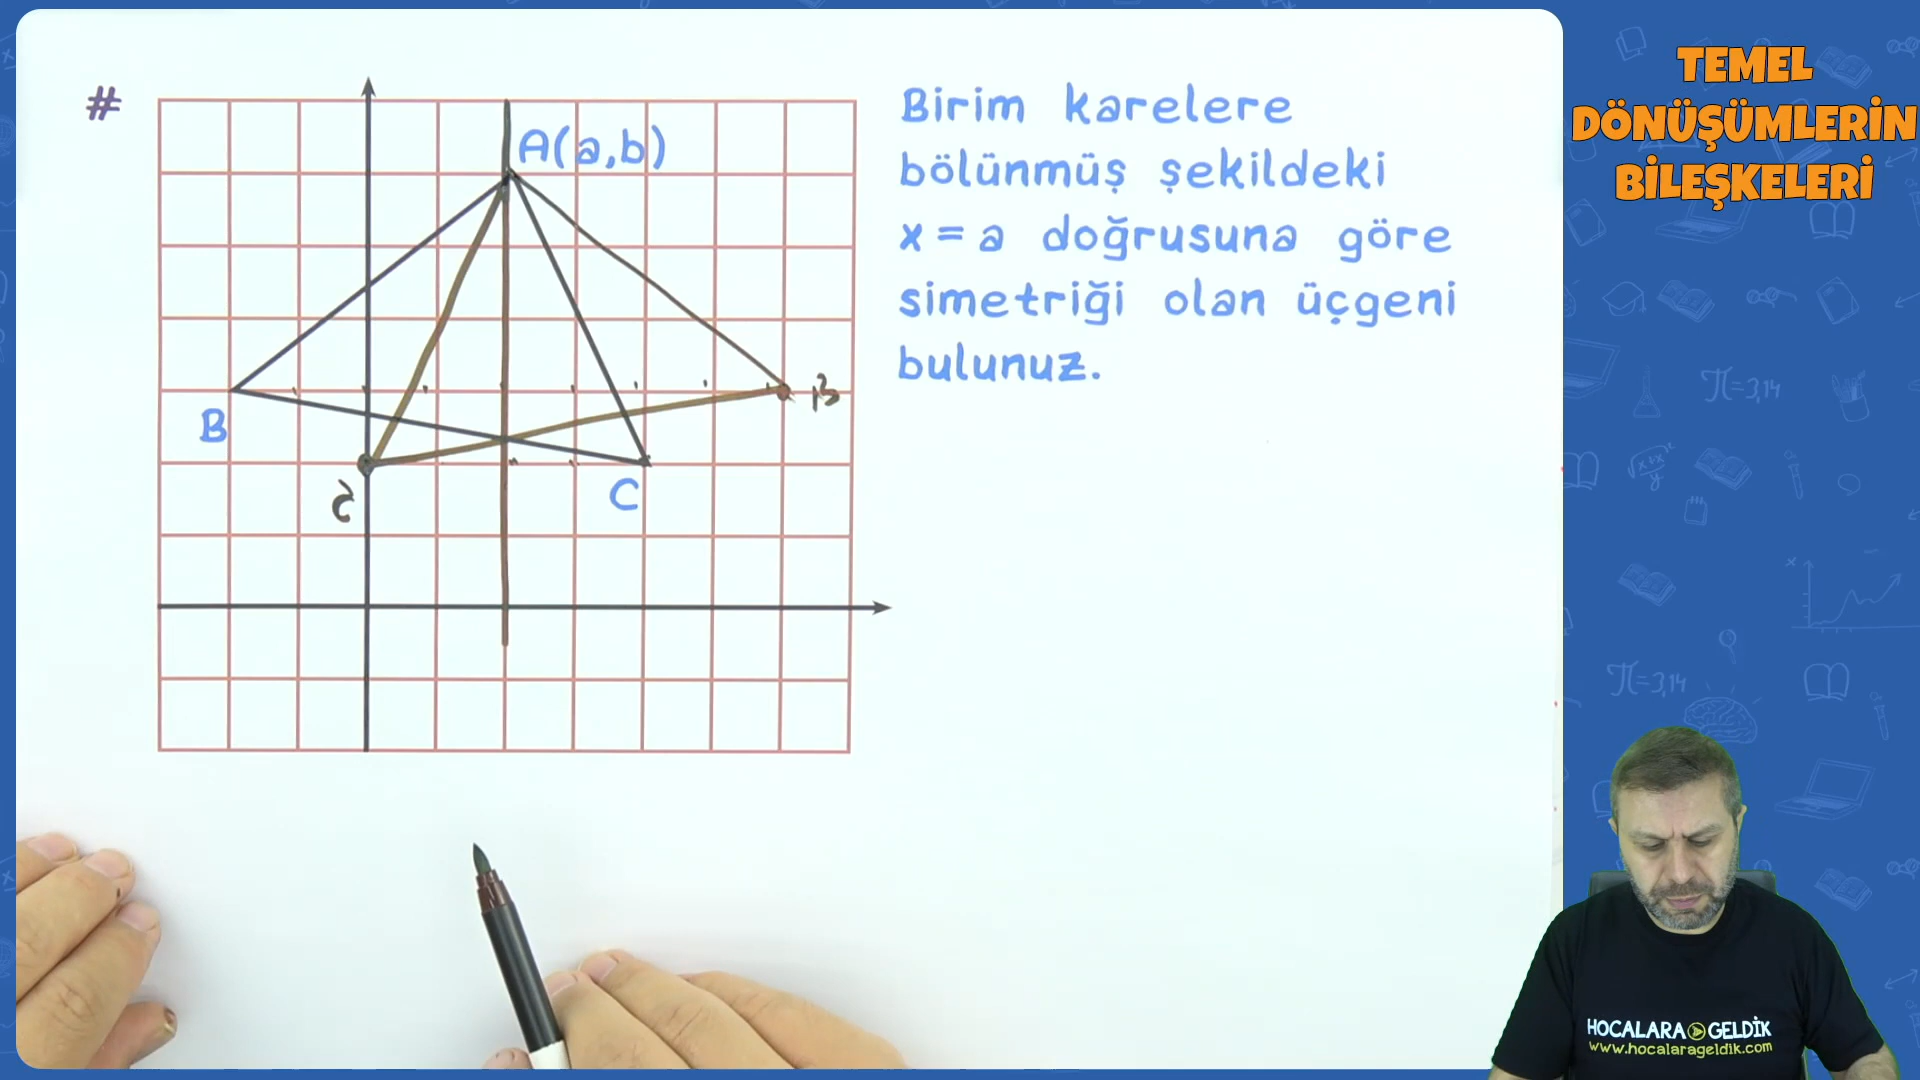 #
A(a,b)
B
B
C
C
Birim karelere
bölünmüş şekildeki
x = a doğrusuna göre
simetriği olan üçgeni
bulunuz.
TEMEL
DÖNÜŞÜMLERİN
BİLEŞKELERİ
π=3,14
π=3,14
HOCALARA GELDİK
www.hocalarageldik.com